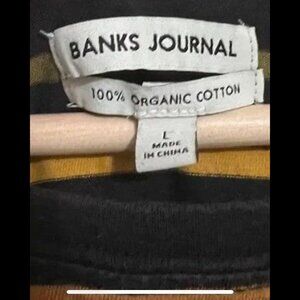 BANKS JOURNAL
100% ORGANIC COTTON
L
MADE
IN CHINA